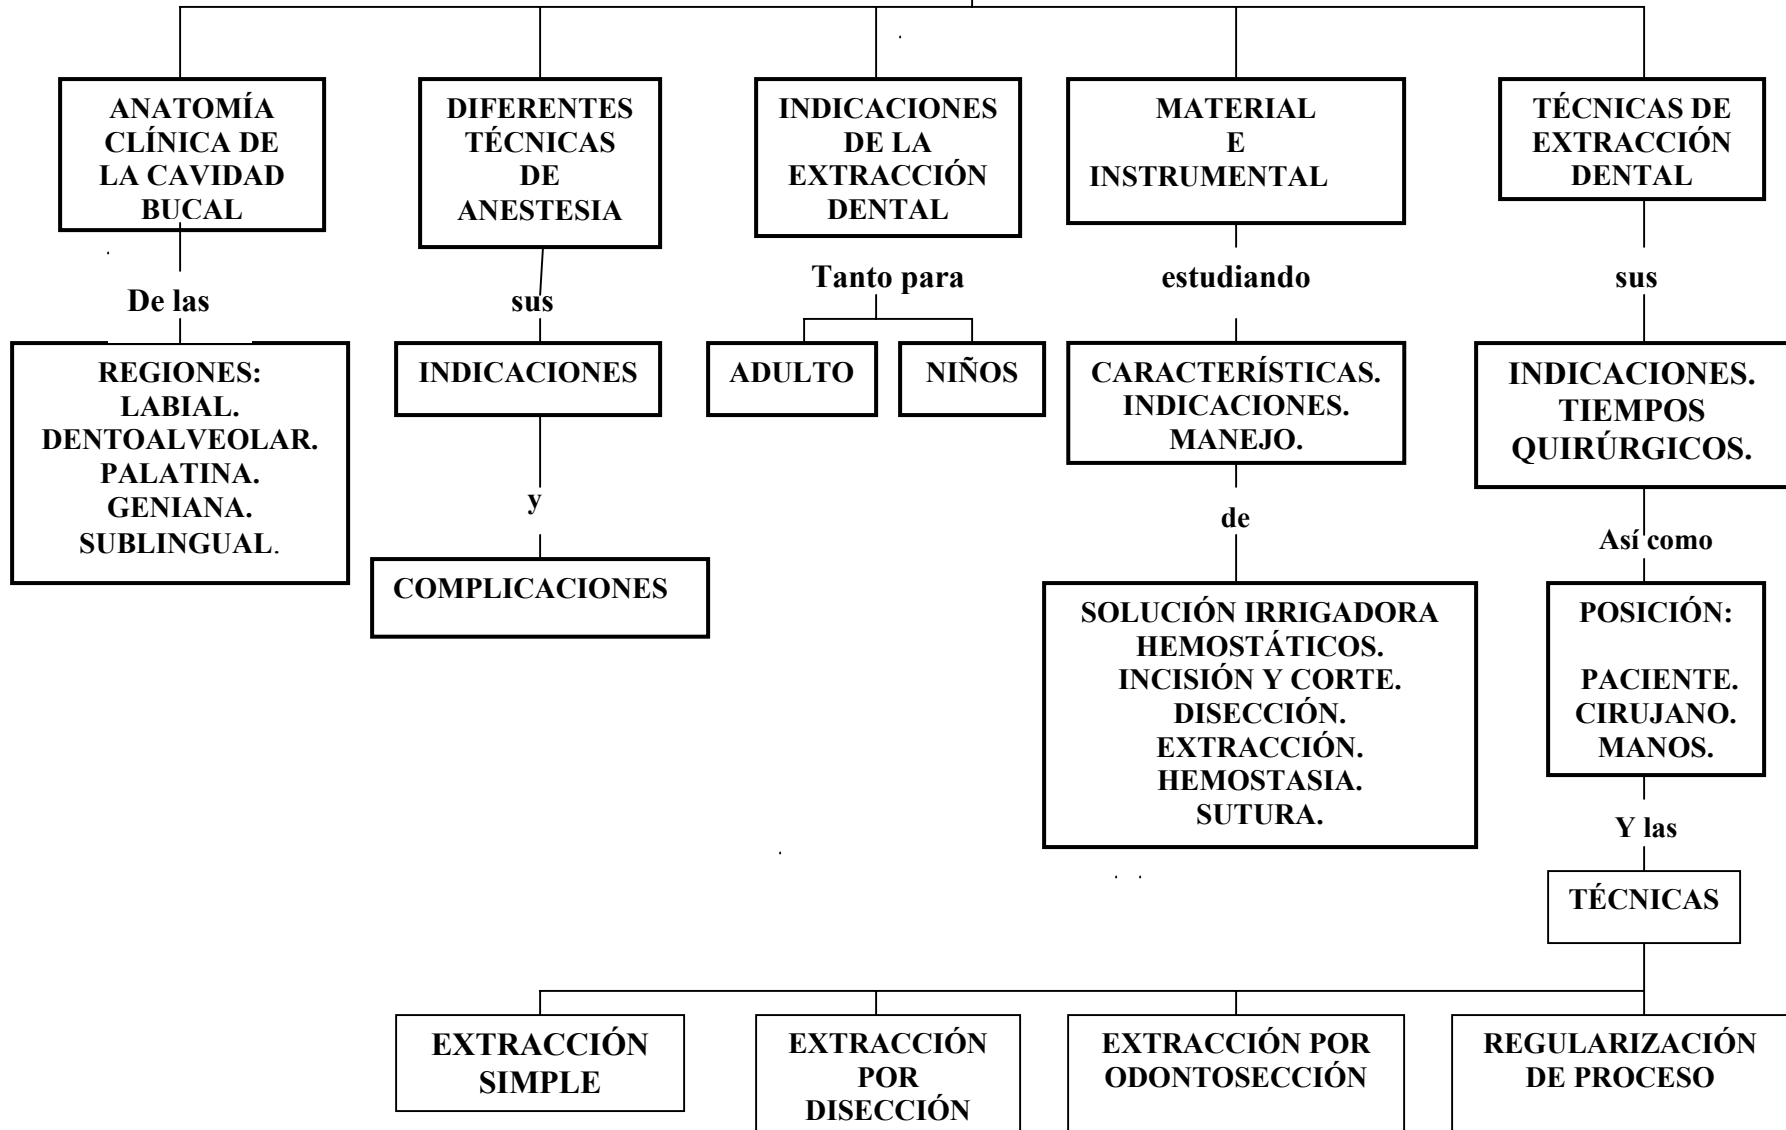 ANATOMÍA
CLÍNICA DE
LA CAVIDAD
BUCAL
DIFERENTES
TÉCNICAS
DE
ANESTESIA
INDICACIONES
DE LA
EXTRACCIÓN
DENTAL
MATERIAL
E
INSTRUMENTAL
TÉCNICAS DE
EXTRACCIÓN
DENTAL
De las
sus
Tanto para
estudiando
sus
REGIONES:
LABIAL.
DENTOALVEOLAR.
PALATINA.
GENIANA.
SUBLINGUAL.
INDICACIONES
ADULTO
NIÑOS
CARACTERÍSTICAS.
INDICACIONES.
MANEJO.
INDICACIONES.
TIEMPOS
QUIRÚRGICOS.
y
de
Así como
COMPLICACIONES
SOLUCIÓN IRRIGADORA
HEMOSTÁTICOS.
INCISIÓN Y CORTE.
DISECCIÓN.
EXTRACCIÓN.
HEMOSTASIA.
SUTURA.
POSICIÓN:
PACIENTE.
CIRUJANO.
MANOS.
Y las
TÉCNICAS
EXTRACCIÓN
SIMPLE
EXTRACCIÓN
POR
DISECCIÓN
EXTRACCIÓN POR
ODONTOSECCIÓN
REGULARIZACIÓN
DE PROCESO